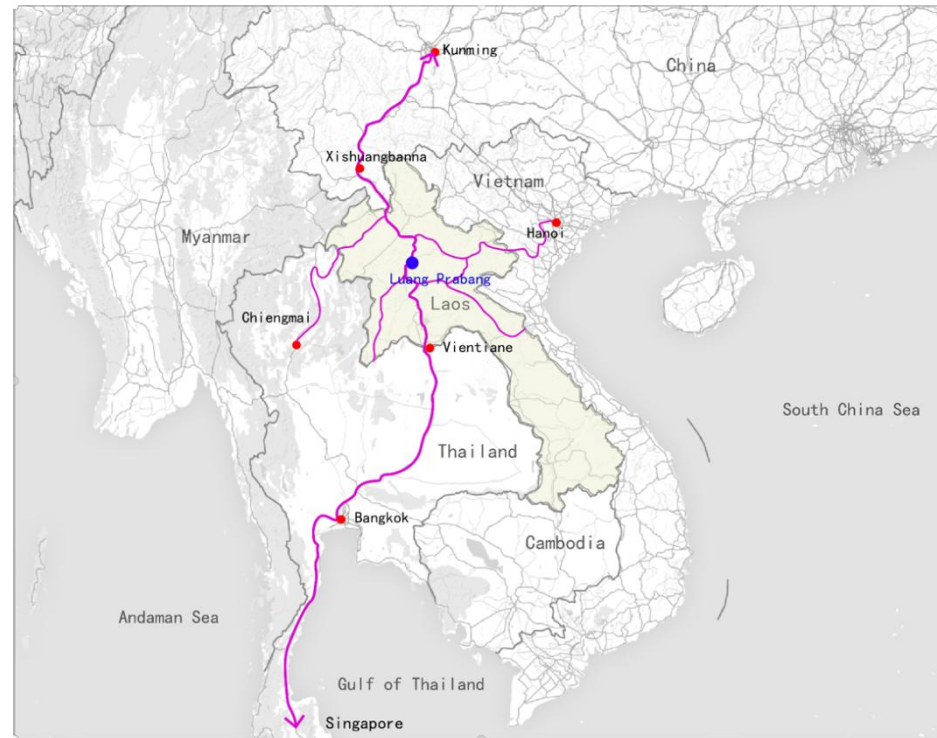 Kunming
China
Xishuangbanna
Vietnam
Hanoi
Myanmar
Luang Prabang
Laos
Chiengmai
Vientiane
South China Sea
Thailand
Bangkok
Cambodia
Andaman Sea
Gulf of Thailand
Singapore